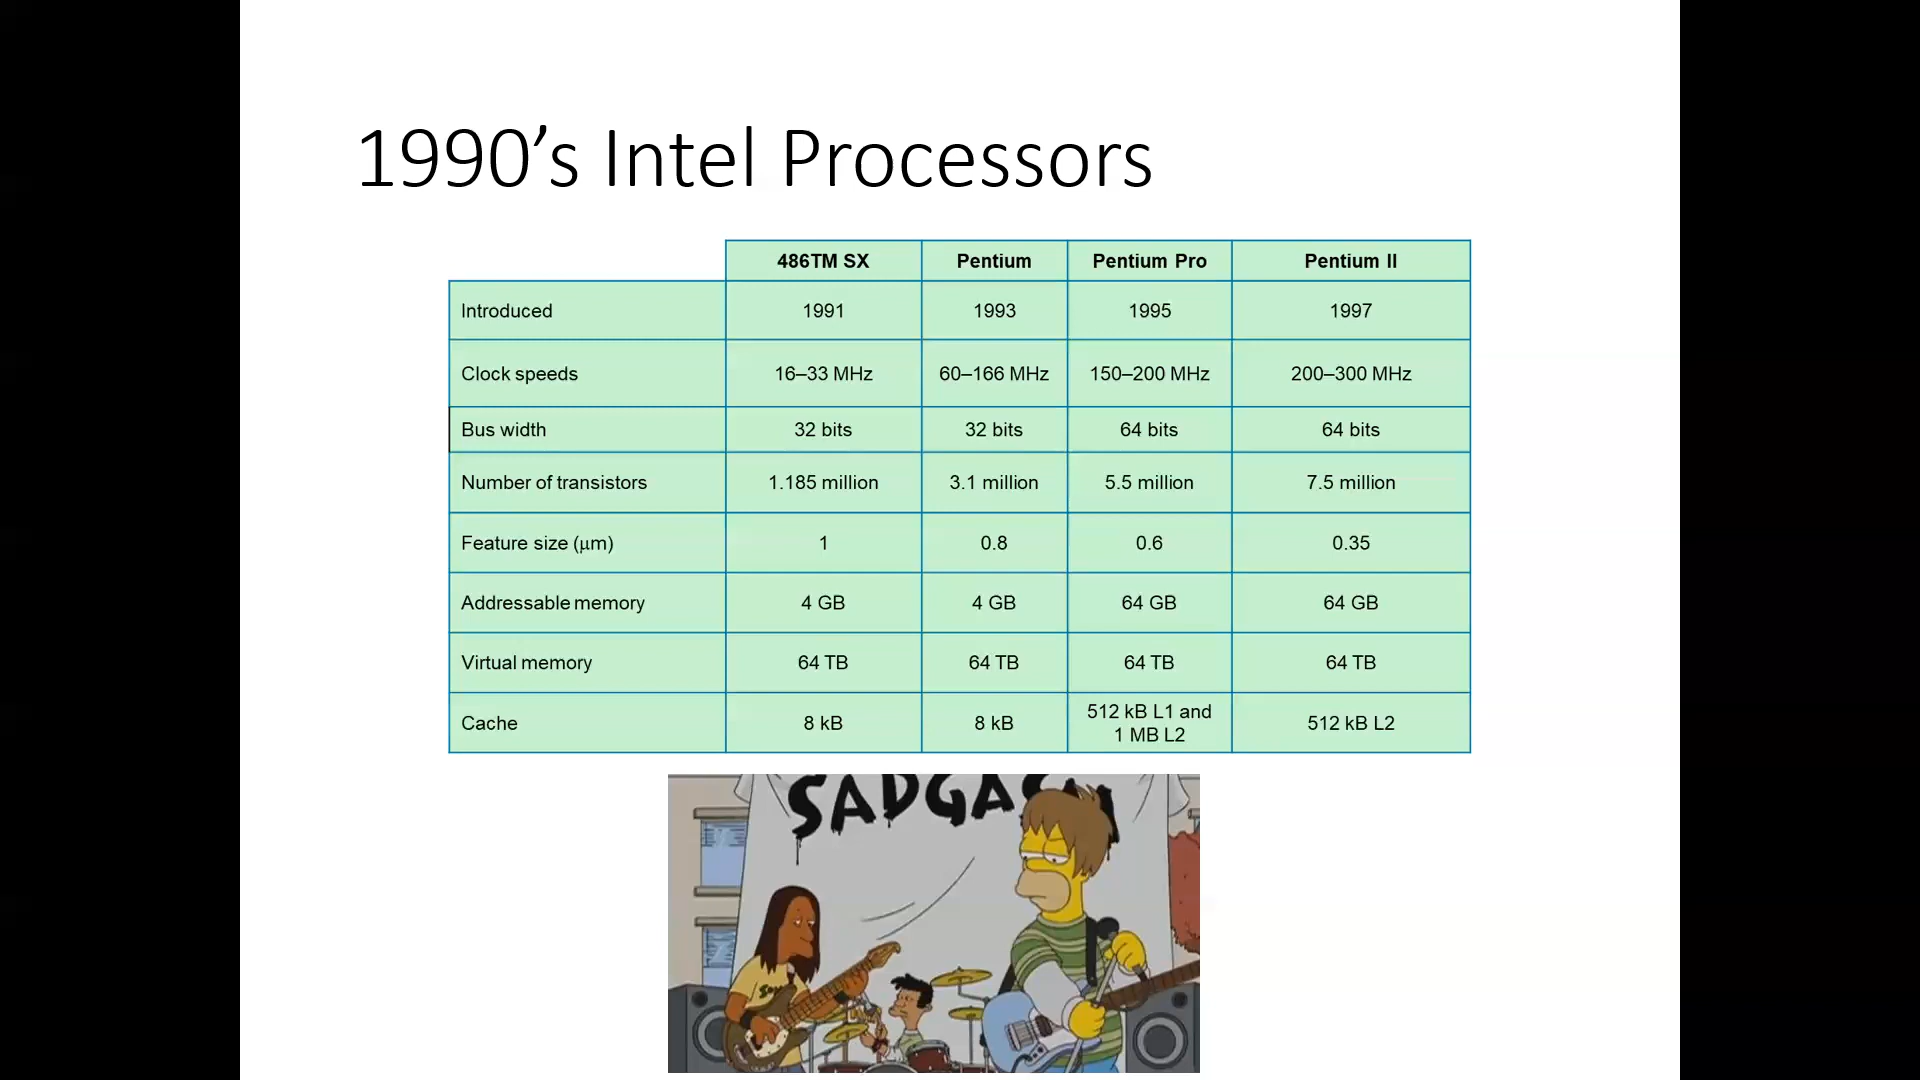 1990’s Intel Processors
486TM SX Pentium Pentium Pro Pentium II
Introduced 1991 1993 1995 1997
Clock speeds 16–33 MHz 60–166 MHz 150–200 MHz 200–300 MHz
Bus width 32 bits 32 bits 64 bits 64 bits
Number of transistors 1.185 million 3.1 million 5.5 million 7.5 million
Feature size (μm) 1 0.8 0.6 0.35
Addressable memory 4 GB 4 GB 64 GB 64 GB
Virtual memory 64 TB 64 TB 64 TB 64 TB
Cache 8 kB 8 kB 512 kB L1 and 1 MB L2 512 kB L2
SADGA